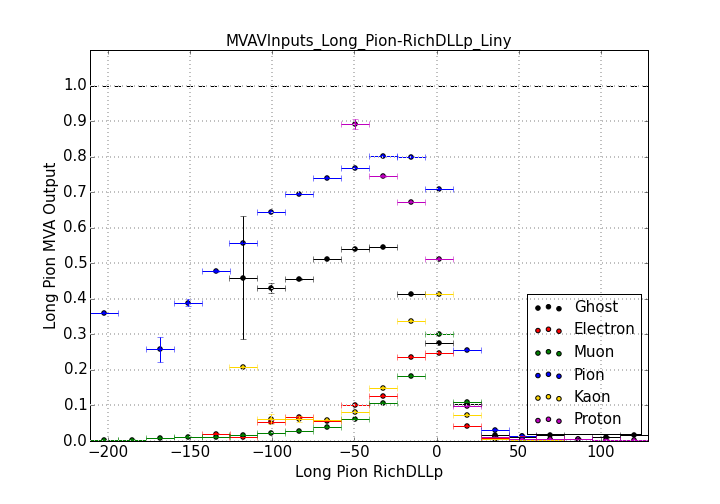 MVAVInputs_Long_Pion-RichDLLp_Liny
Long Pion MVA Output
1.0
0.9
0.8
0.7
0.6
0.5
0.4
0.3
0.2
0.1
0.0
Ghost
Electron
Muon
Pion
Kaon
Proton
−200 −150 −100 −50 0 50 100
Long Pion RichDLLp